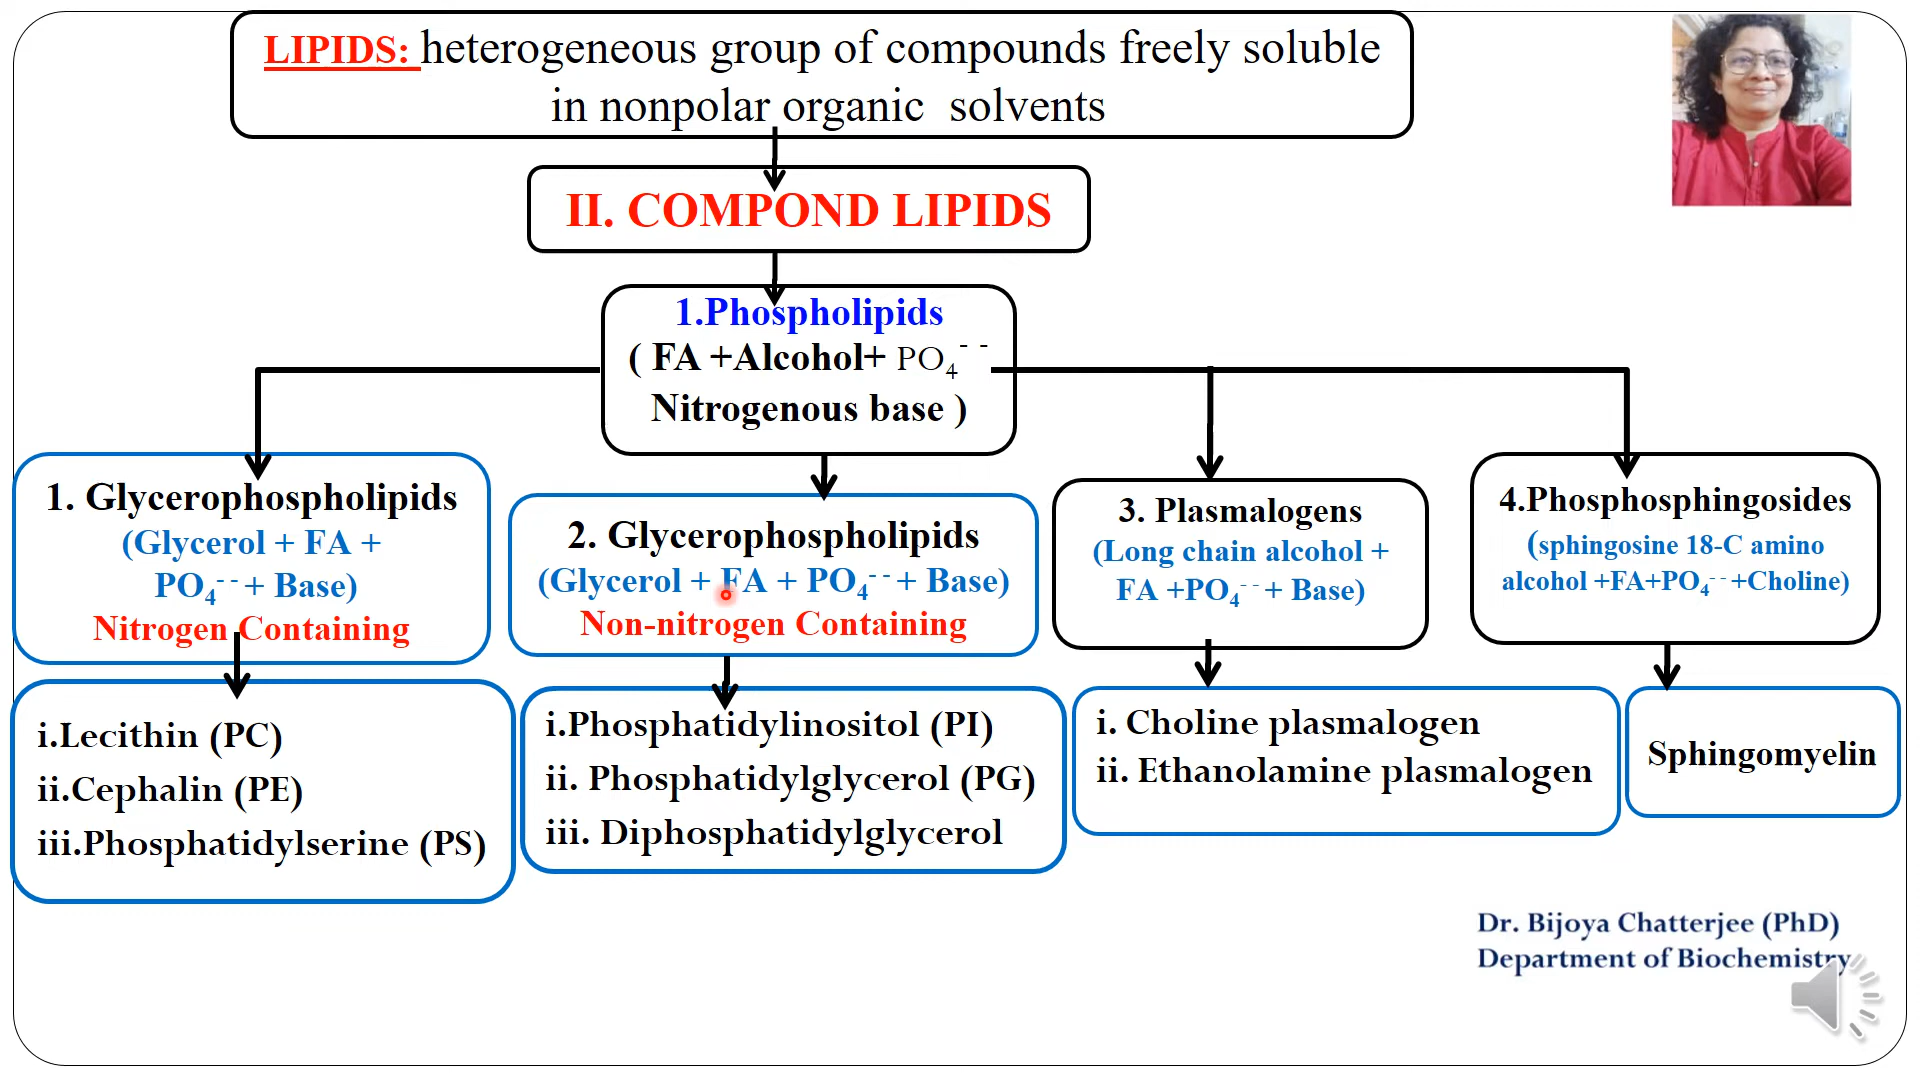 LIPIDS: heterogeneous group of compounds freely soluble
in nonpolar organic solvents
II. COMPOND LIPIDS
1.Phospholipids
( FA +Alcohol+ PO4 - -
Nitrogenous base )
1. Glycerophospholipids
(Glycerol + FA +
PO4 - - + Base)
Nitrogen Containing
2. Glycerophospholipids
(Glycerol + FA + PO4 - - + Base)
Non-nitrogen Containing
3. Plasmalogens
(Long chain alcohol +
FA +PO4 - - + Base)
4.Phosphosphingosides
(sphingosine 18-C amino
alcohol +FA+PO4 - - +Choline)
i.Lecithin (PC)
ii.Cephalin (PE)
iii.Phosphatidylserine (PS)
i.Phosphatidylinositol (PI)
ii. Phosphatidylglycerol (PG)
iii. Diphosphatidylglycerol
i. Choline plasmalogen
ii. Ethanolamine plasmalogen
Sphingomyelin
Dr. Bijoya Chatterjee (PhD)
Department of Biochemistry